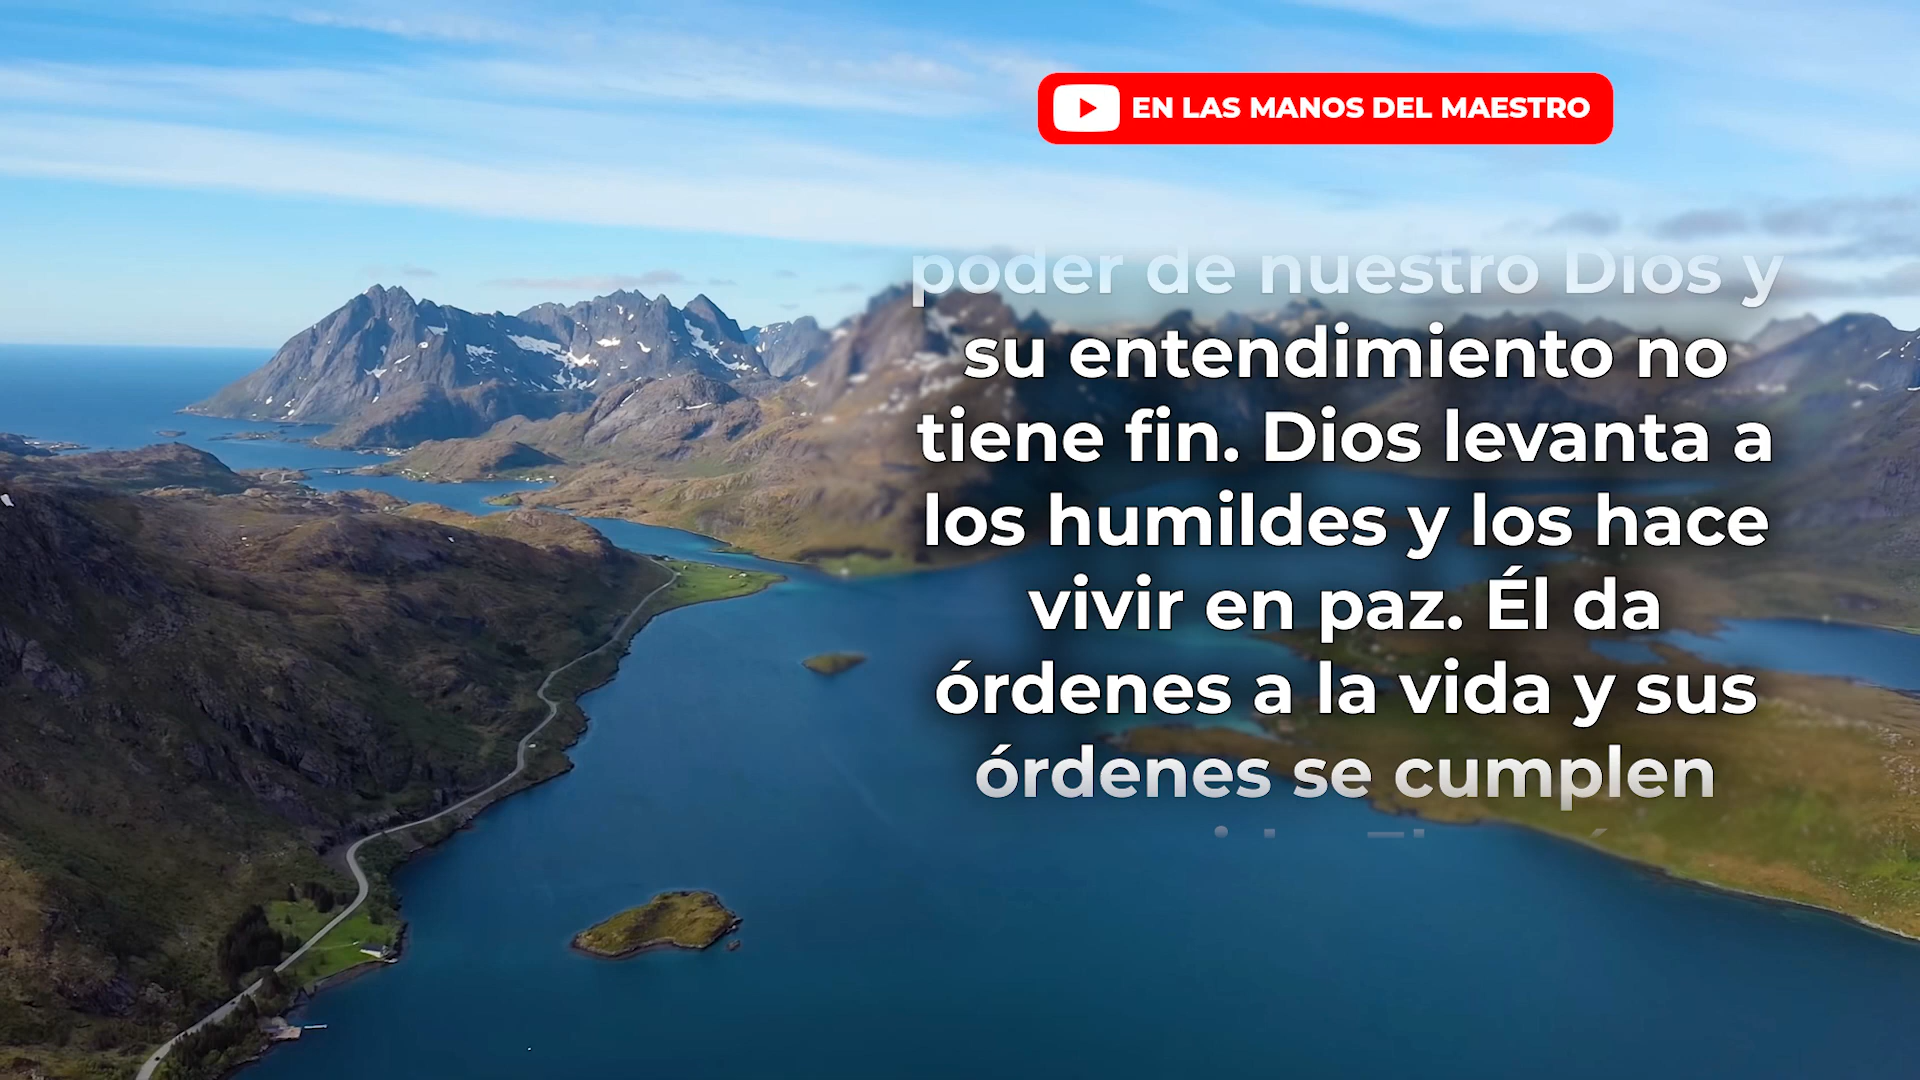 EN LAS MANOS DEL MAESTRO
poder de nuestro Dios y
su entendimiento no
tiene fin. Dios levanta a
los humildes y los hace
vivir en paz. Él da
órdenes a la vida y sus
órdenes se cumplen